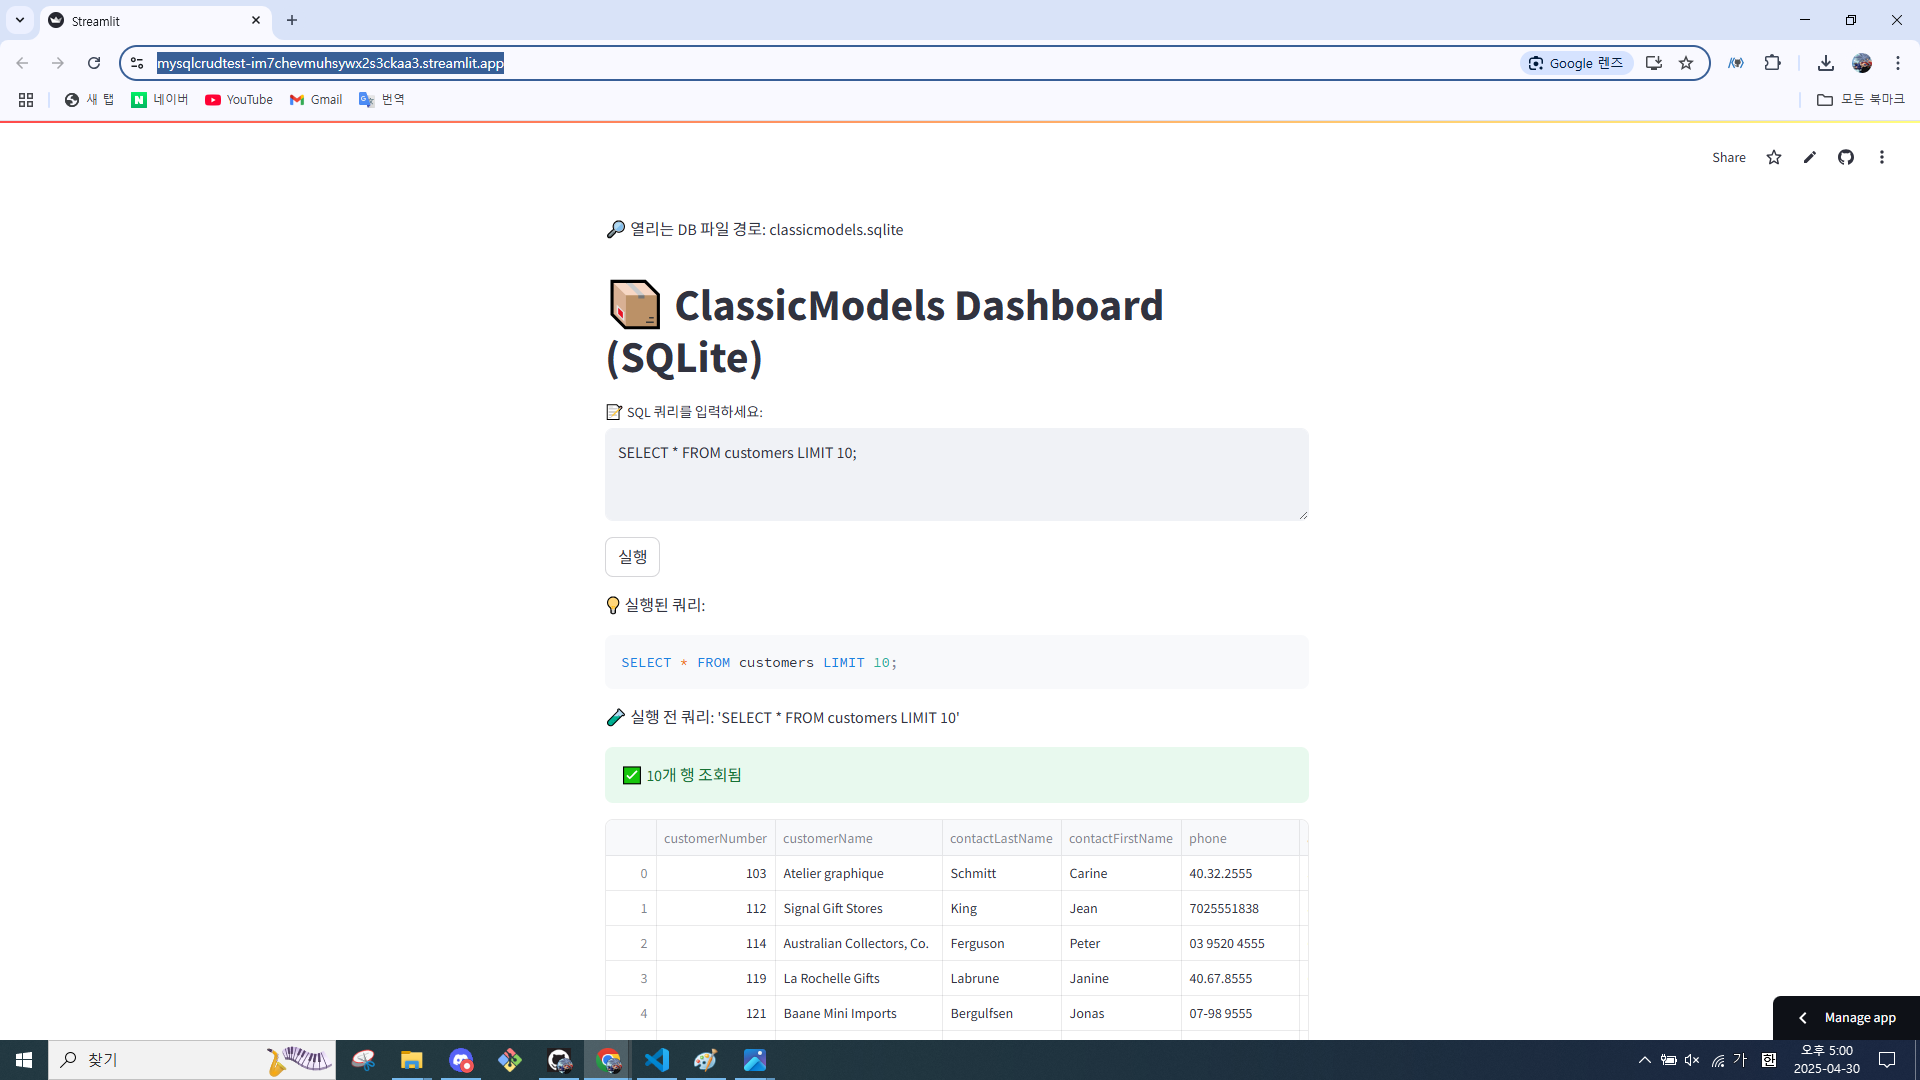 Streamlit
mysqlcrudtest-im7chevmuhsywx2s3ckaa3.streamlit.app
Google 렌즈
새 탭
네이버
YouTube
Gmail
번역
모든 북마크
Share
🔎 열리는 DB 파일 경로: classicmodels.sqlite
📦 ClassicModels Dashboard
(SQLite)
📝 SQL 쿼리를 입력하세요:
SELECT * FROM customers LIMIT 10;
실행
💡 실행된 쿼리:
SELECT * FROM customers LIMIT 10;
🧪 실행 전 쿼리: 'SELECT * FROM customers LIMIT 10'
✅ 10개 행 조회됨
customerNumber customerName contactLastName contactFirstName phone
0 103 Atelier graphique Schmitt Carine 40.32.2555
1 112 Signal Gift Stores King Jean 7025551838
2 114 Australian Collectors, Co. Ferguson Peter 03 9520 4555
3 119 La Rochelle Gifts Labrune Janine 40.67.8555
4 121 Baane Mini Imports Bergulfsen Jonas 07-98 9555
Manage app
찾기
가
한
오후 5:00
2025-04-30